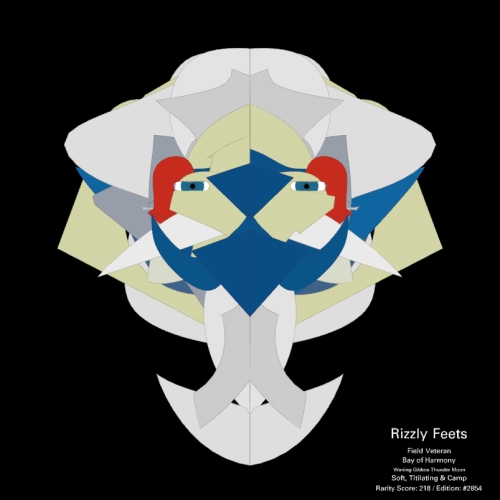 Rizzly Feets
Field Veteran
Bay of Harmony
Waning Gibbos Thunder Moon
Soft, Titilating & Camp
Rarity Score: 218 / Edition: #2854